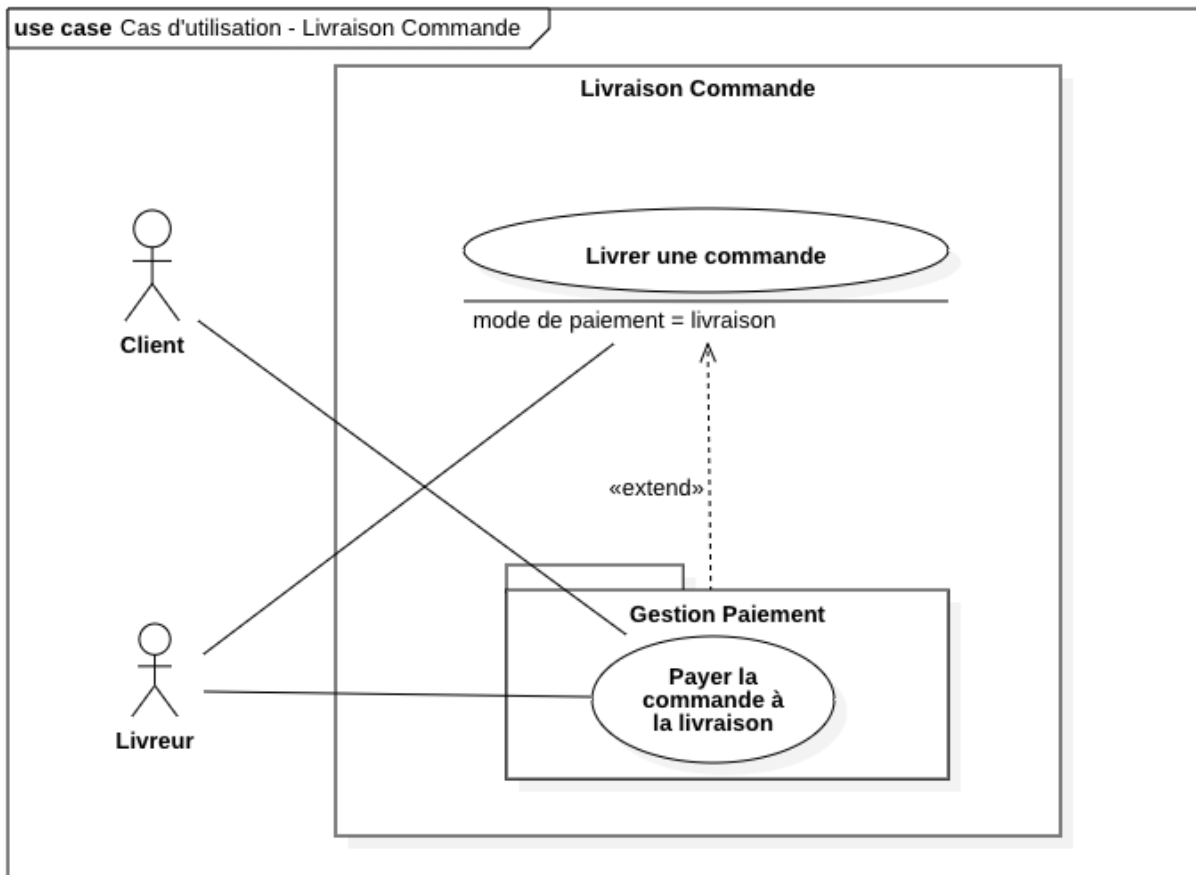 use case Cas d'utilisation - Livraison Commande
Livraison Commande
Livrer une commande
mode de paiement = livraison
Client
«extend»
Gestion Paiement
Payer la
commande à
la livraison
Livreur